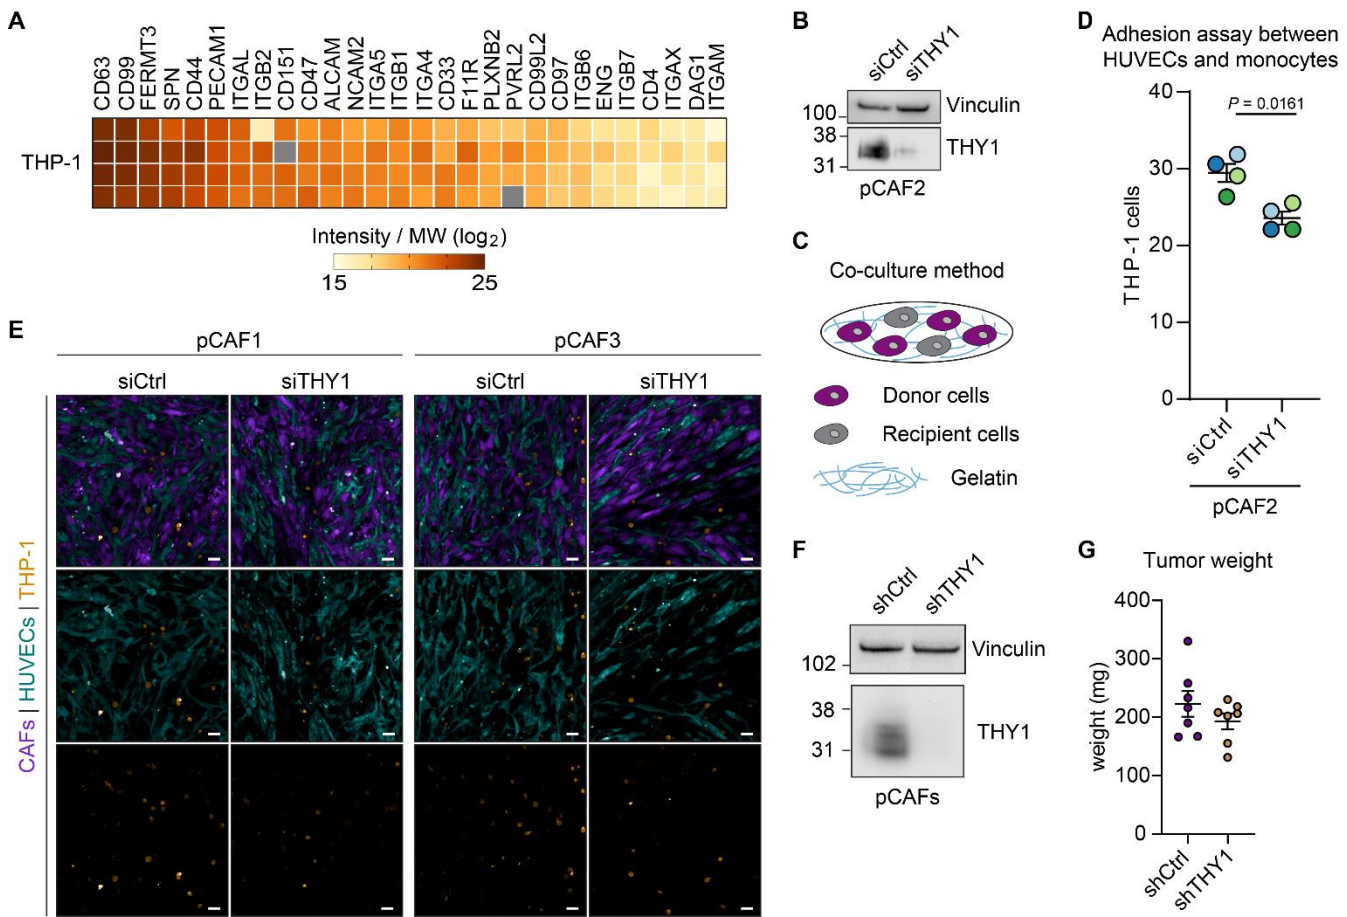 A
CD63
CD99
FERMT3
SPN
CD44
PECAM1
ITGAL
ITGB2
CD151
CD47
ALCAM
NCAM2
ITGA5
ITGB1
ITGA4
CD33
F11R
PLXNB2
PVRL2
CD99L2
CD97
ITGB6
ENG
ITGB7
CD4
ITGAX
DAG1
ITGAM
THP-1
Intensity / MW (log2)
15
25
B
siCtrl
siTHY1
100
Vinculin
38
31
THY1
pCAF2
C
Co-culture method
Donor cells
Recipient cells
Gelatin
D
Adhesion assay between
HUVECs and monocytes
P = 0.0161
THP-1 cells
40
30
20
10
0
siCtrl
siTHY1
pCAF2
E
pCAF1
pCAF3
siCtrl
siTHY1
siCtrl
siTHY1
CAFs | HUVECs | THP-1
F
shCtrl
shTHY1
102
Vinculin
38
31
THY1
pCAFs
G
Tumor weight
weight (mg)
400
300
200
100
0
shCtrl
shTHY1